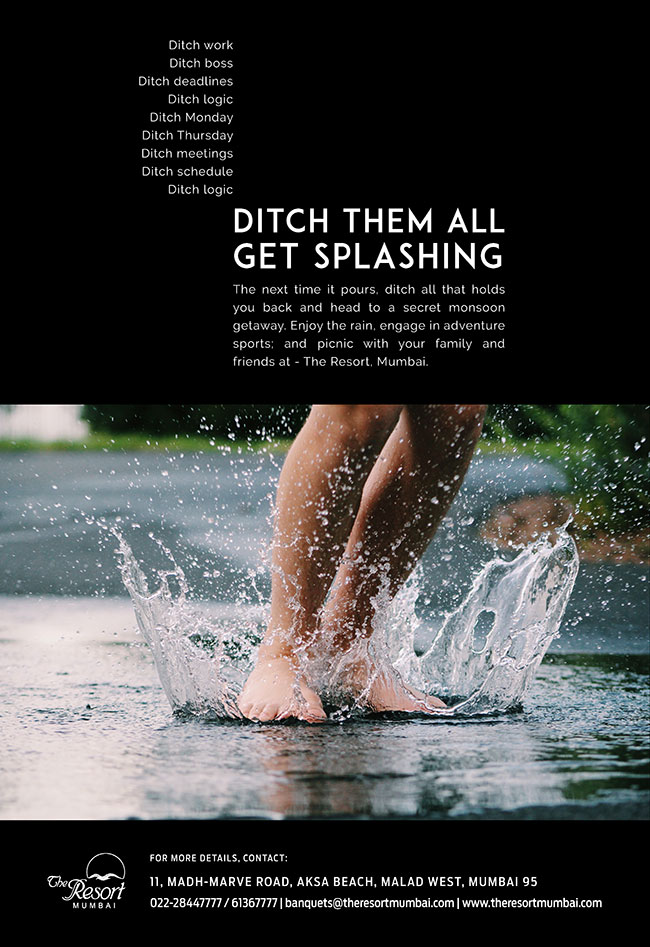 Ditch work
Ditch boss
Ditch deadlines
Ditch logic
Ditch Monday
Ditch Thursday
Ditch meetings
Ditch schedule
Ditch logic
DITCH THEM ALL
GET SPLASHING
The next time it pours, ditch all that holds
you back and head to a secret monsoon
getaway. Enjoy the rain, engage in adventure
sports; and picnic with your family and
friends at - The Resort, Mumbai.
The Resort
MUMBAI
FOR MORE DETAILS, CONTACT:
11, MADH-MARVE ROAD, AKSA BEACH, MALAD WEST, MUMBAI 95
022-28447777 / 61367777 | banquets@theresortmumbai.com | www.theresortmumbai.com